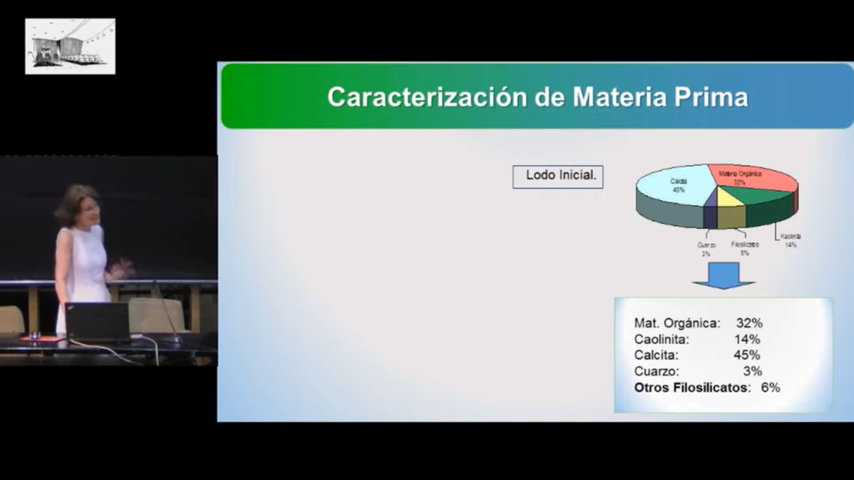 Caracterización de Materia Prima
Lodo Inicial.
Calcita
45%
Materia Orgánica
32%
Kaolinita
14%
Cuarzo
3%
Filosilicatos
6%
Mat. Orgánica: 32%
Caolinita: 14%
Calcita: 45%
Cuarzo: 3%
Otros Filosilicatos: 6%